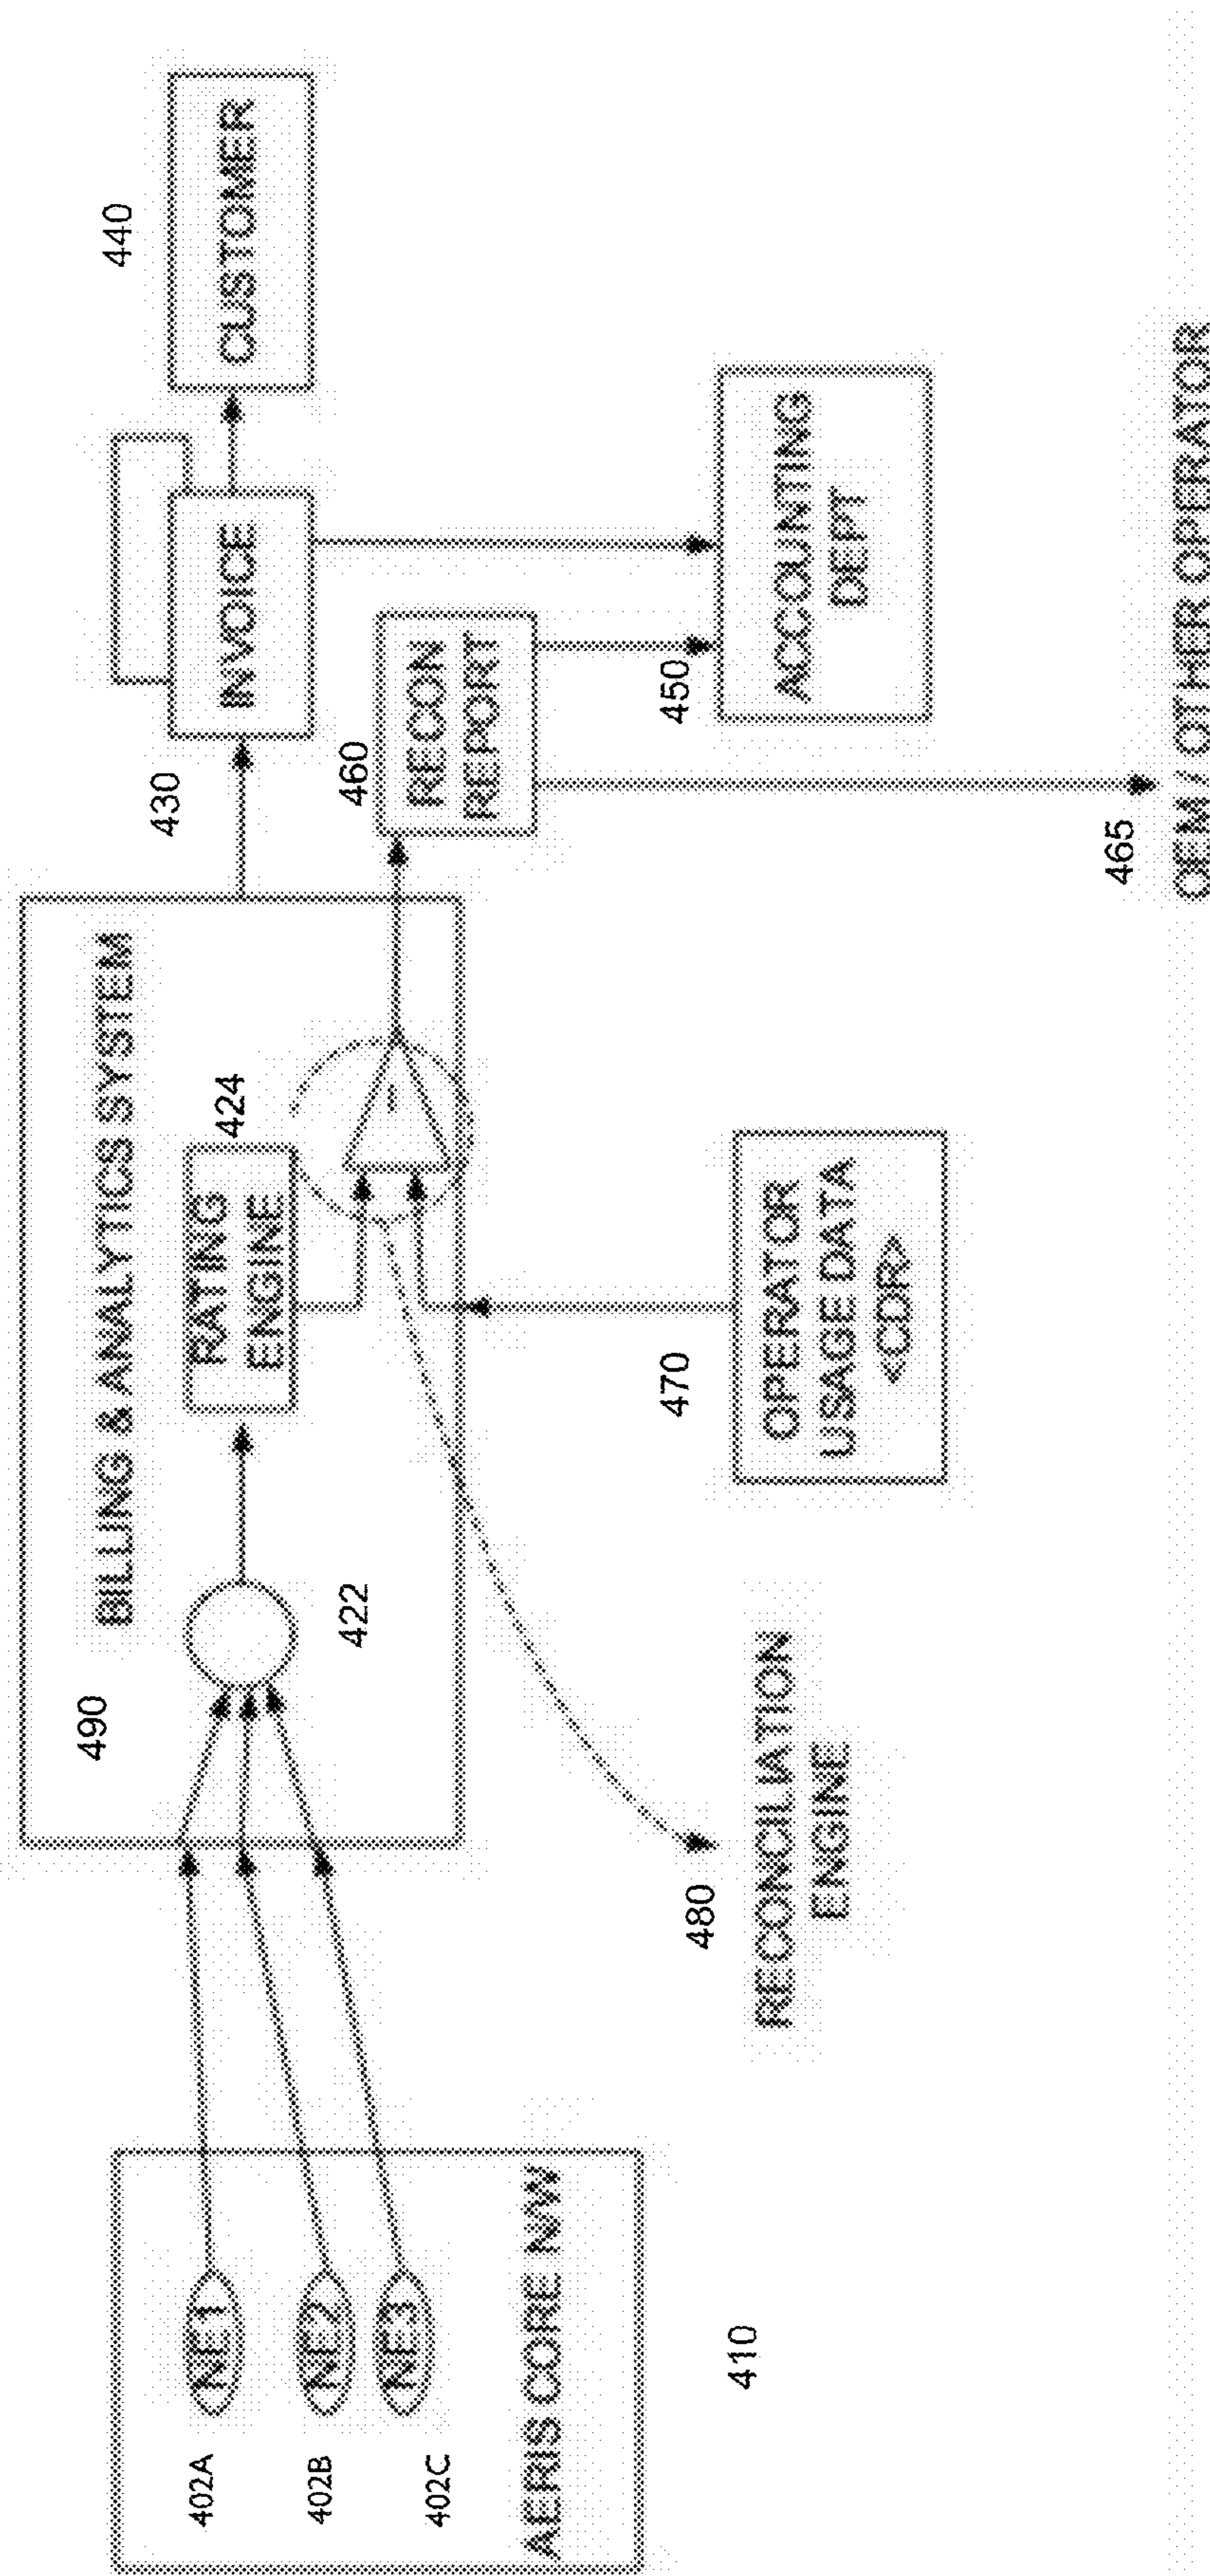 402A
NE1
402B
NE2
402C
NE3
AERIS CORE NW
410
490
BILLING & ANALYTICS SYSTEM
422
RATING
ENGINE
424
480
RECONCILIATION
ENGINE
470
OPERATOR
USAGE DATA
<CDR>
430
INVOICE
440
CUSTOMER
460
RECON
REPORT
450
ACCOUNTING
DEPT
465
OEM / OTHER OPERATOR